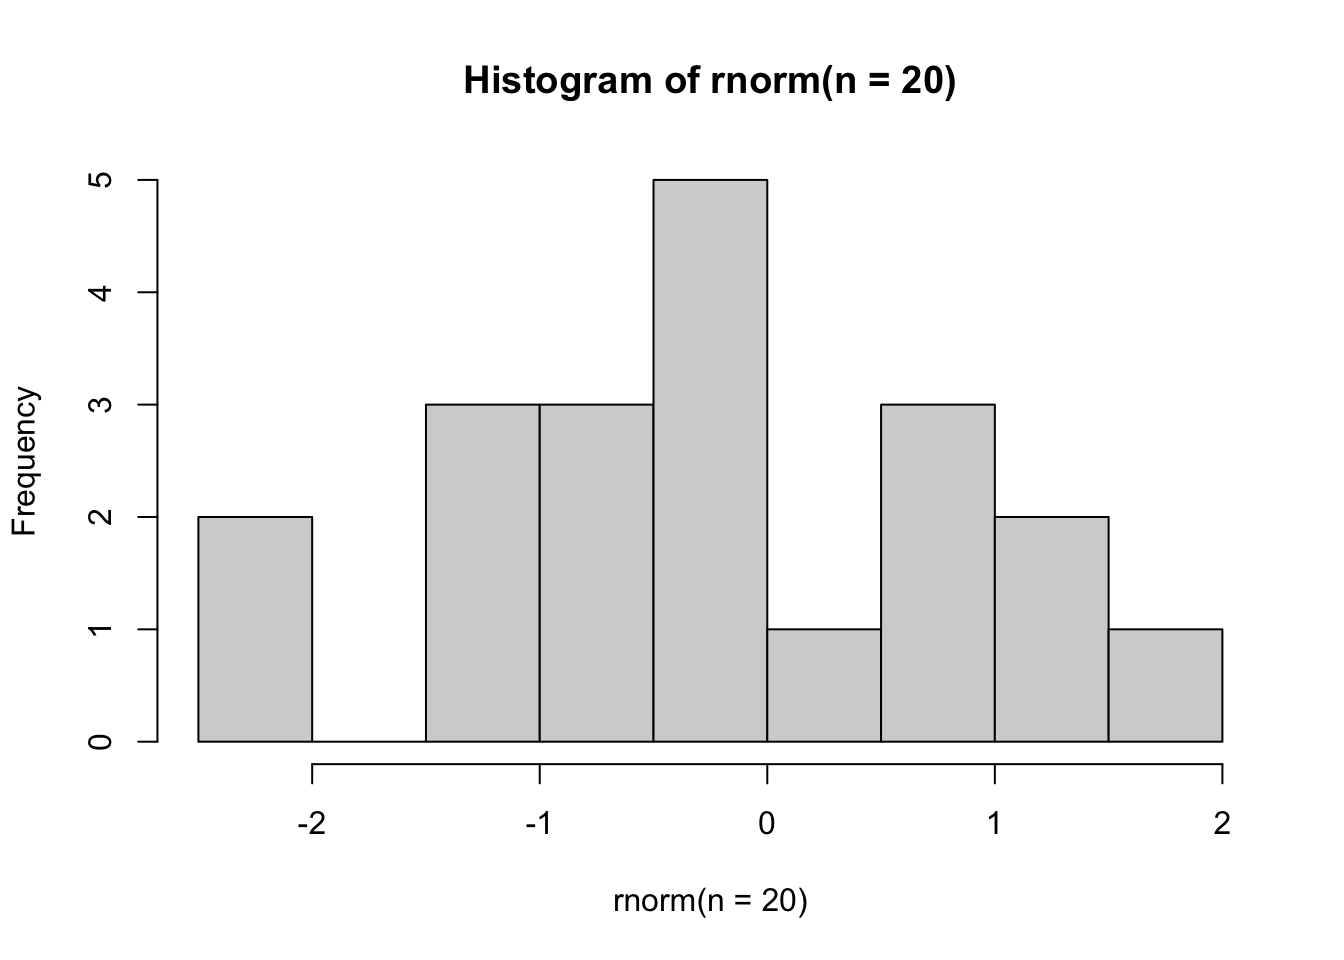 Histogram of rnorm(n = 20)
5
4
3
2
1
0
Frequency
-2 -1 0 1 2
rnorm(n = 20)